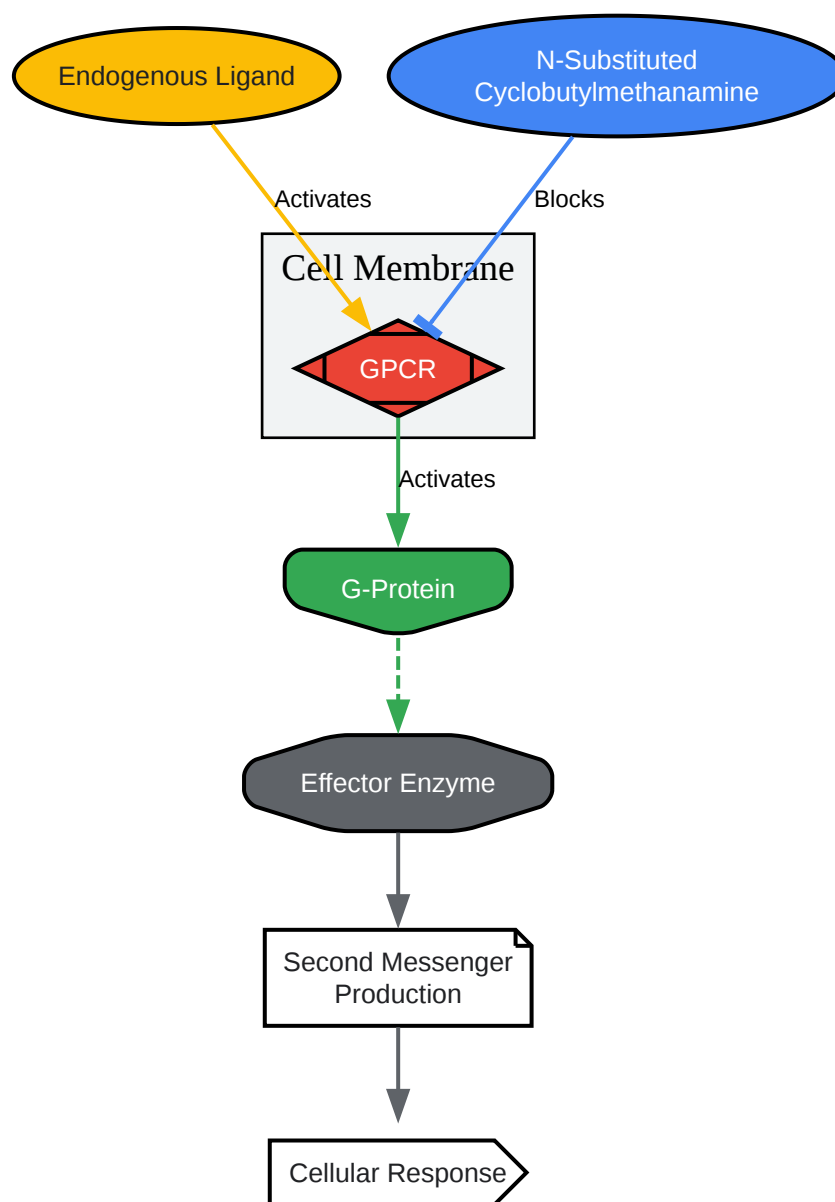 Endogenous Ligand
N-Substituted
Cyclobutylmethanamine
Activates
Blocks
Cell Membrane
GPCR
Activates
G-Protein
Effector Enzyme
Second Messenger
Production
Cellular Response